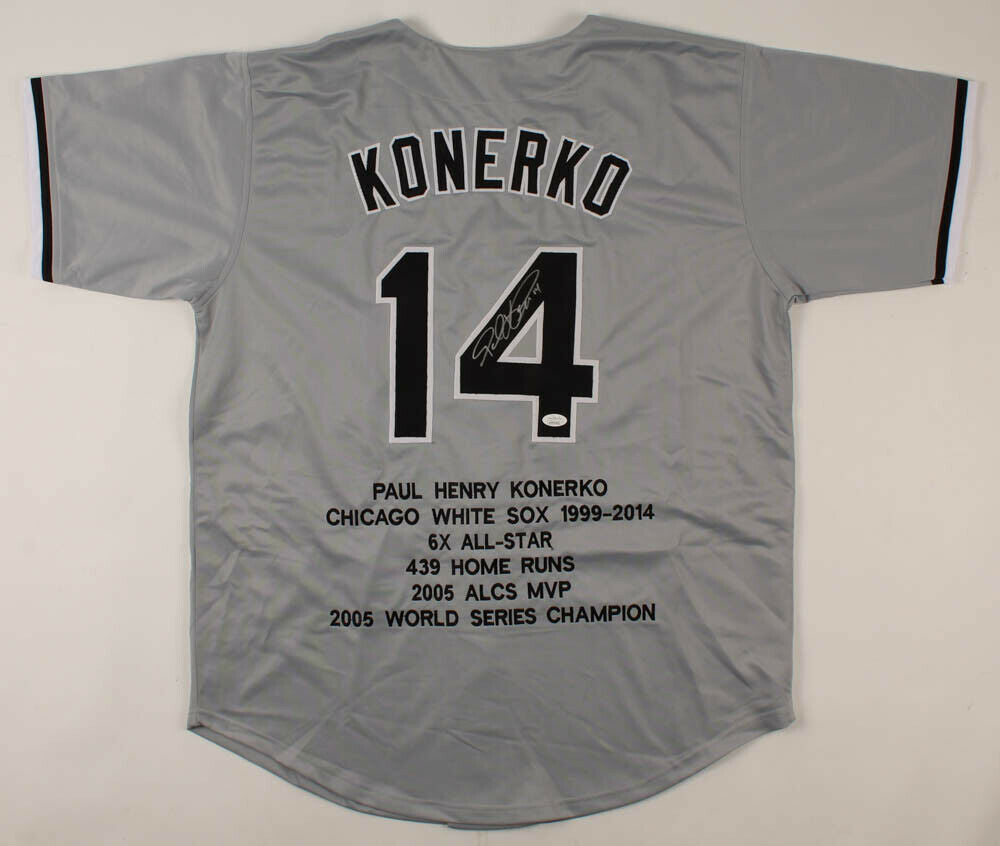 KONERKO
14
PAUL HENRY KONERKO
CHICAGO WHITE SOX 1999-2014
6X ALL-STAR
439 HOME RUNS
2005 ALCS MVP
2005 WORLD SERIES CHAMPION